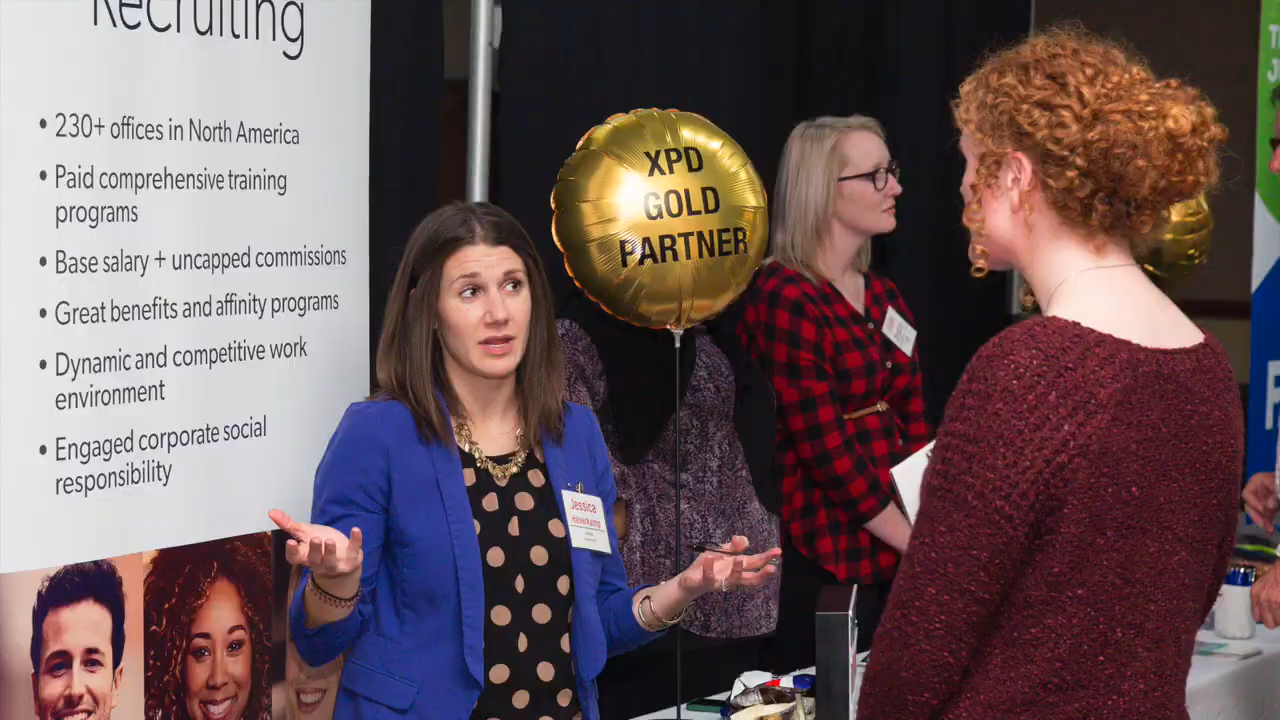 Recruiting
• 230+ offices in North America
• Paid comprehensive training
programs
• Base salary + uncapped commissions
• Great benefits and affinity programs
• Dynamic and competitive work
environment
• Engaged corporate social
responsibility
XPD
GOLD
PARTNER
Jessica
Haverkamp